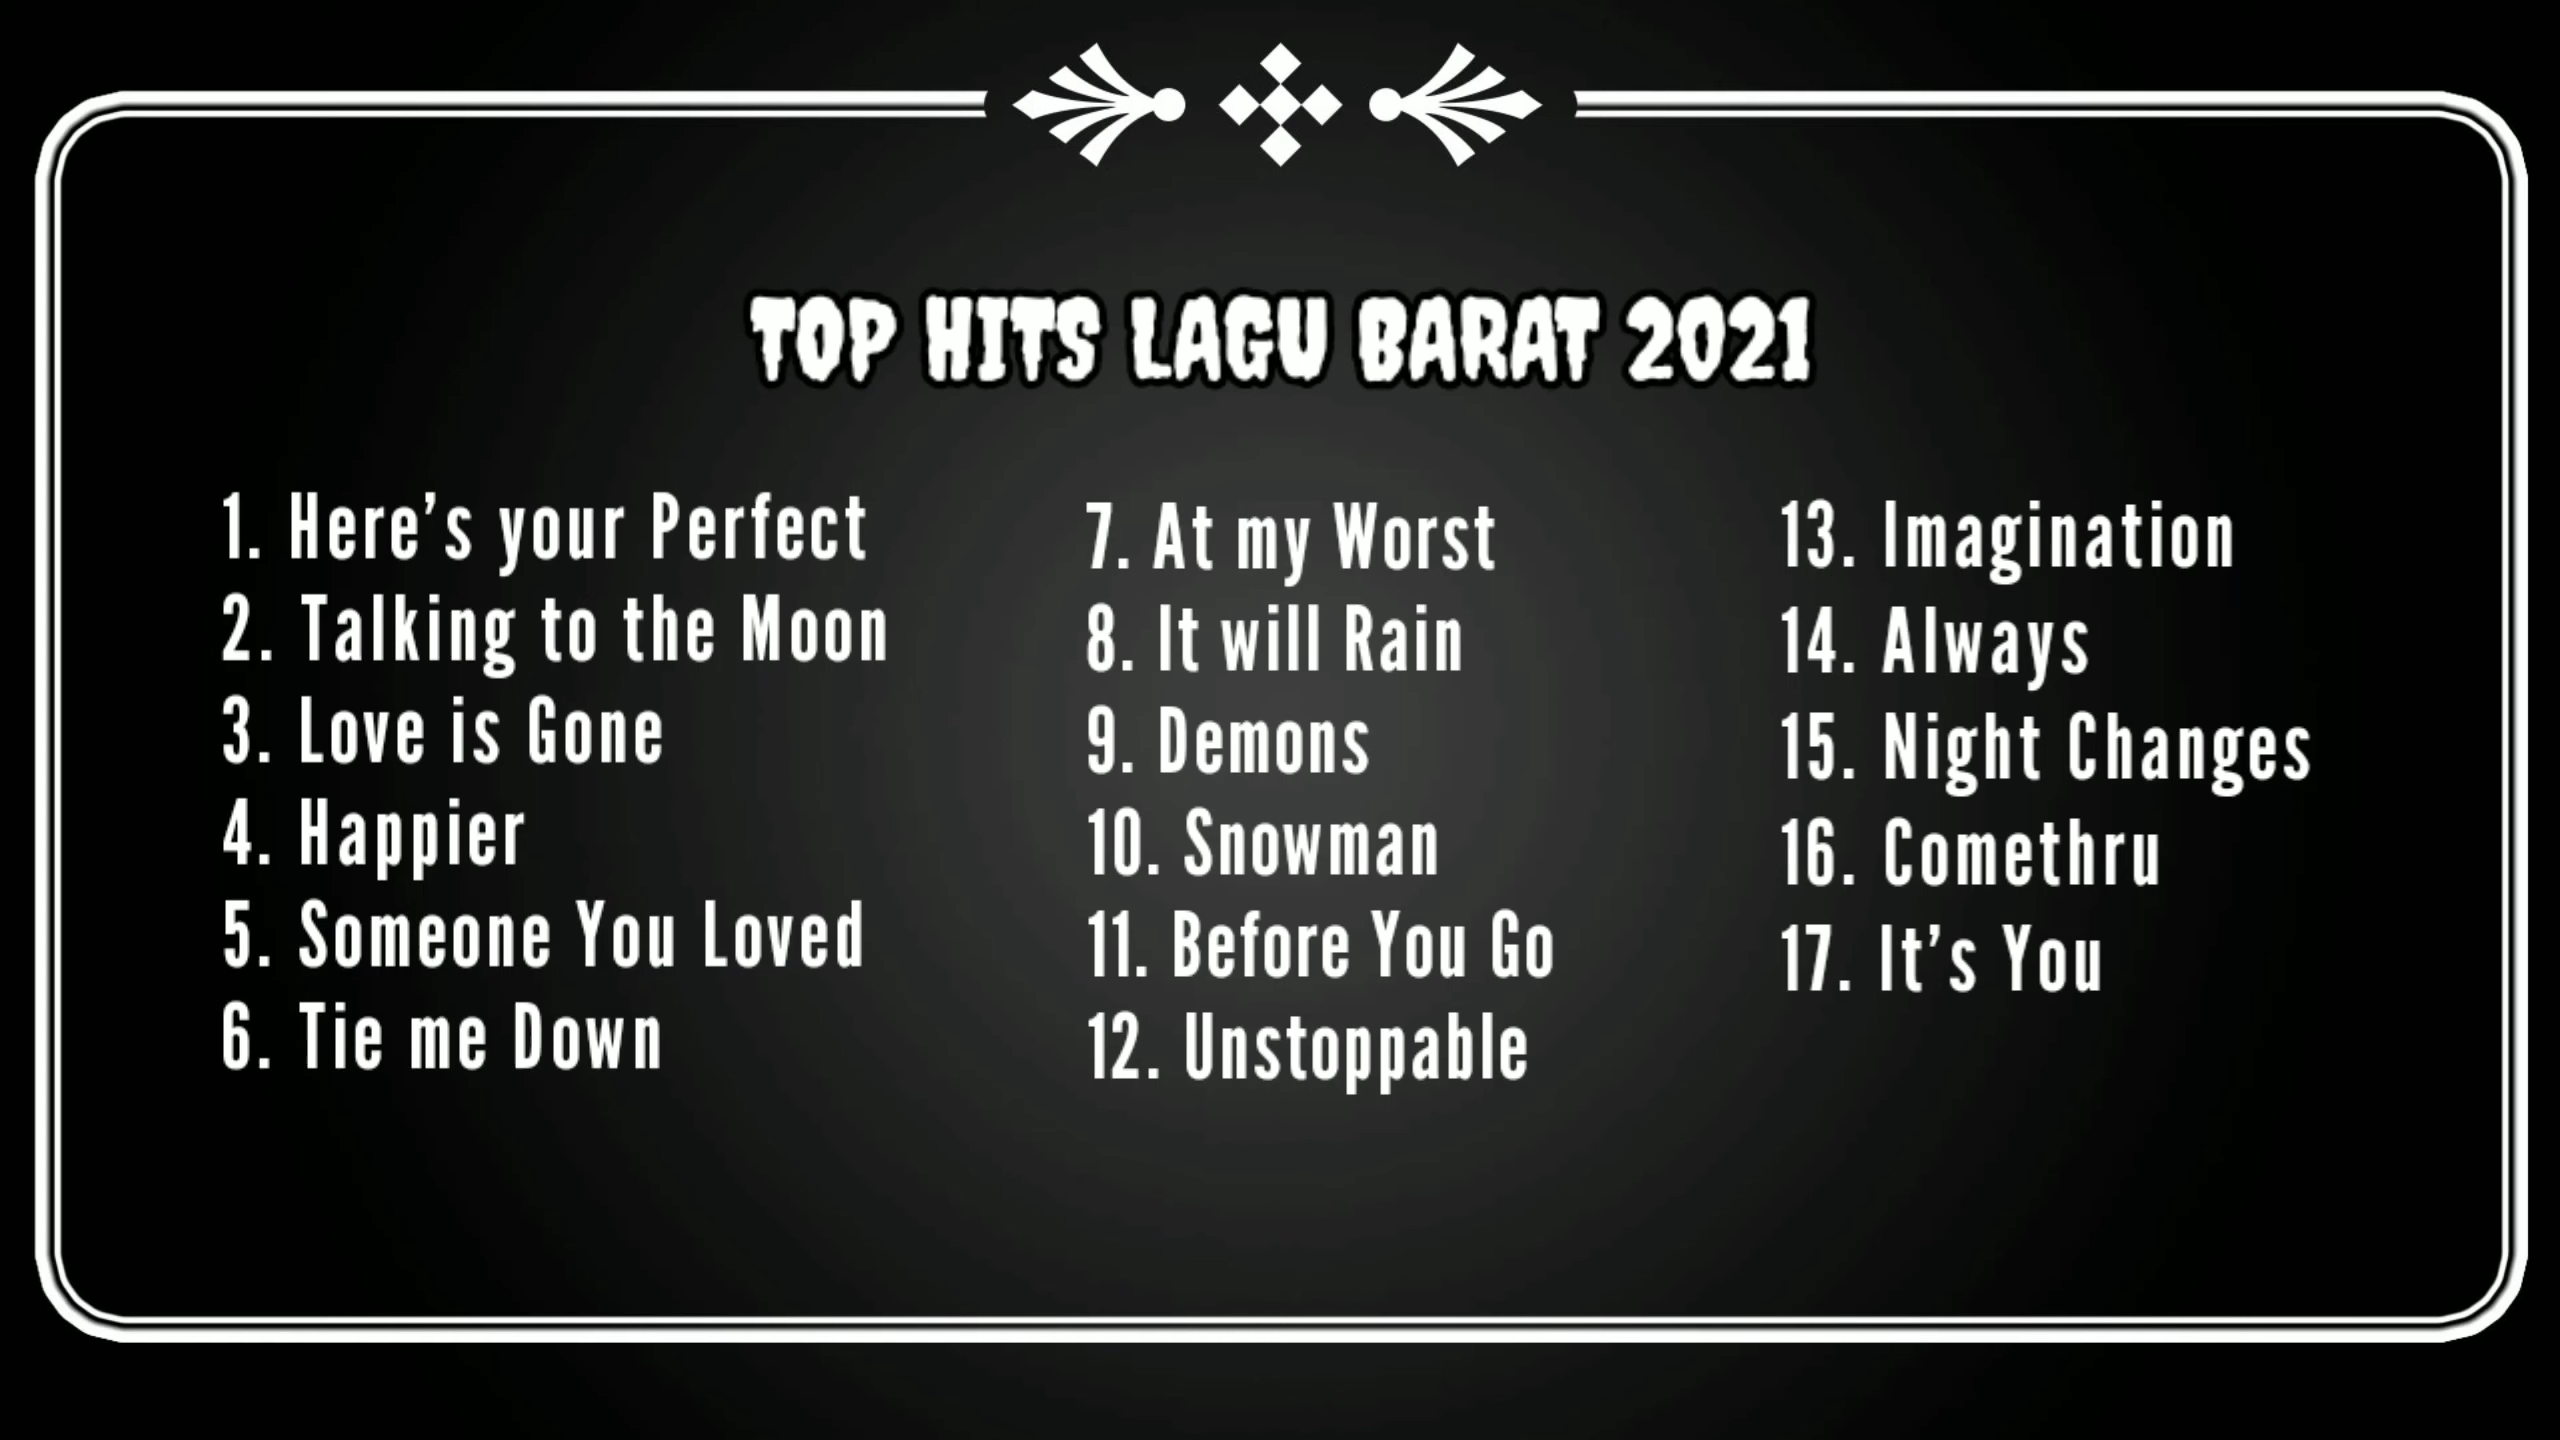 TOP HITS LAGU BARAT 2021
1. Here's your Perfect
2. Talking to the Moon
3. Love is Gone
4. Happier
5. Someone You Loved
6. Tie me Down
7. At my Worst
8. It will Rain
9. Demons
10. Snowman
11. Before You Go
12. Unstoppable
13. Imagination
14. Always
15. Night Changes
16. Comethru
17. It's You